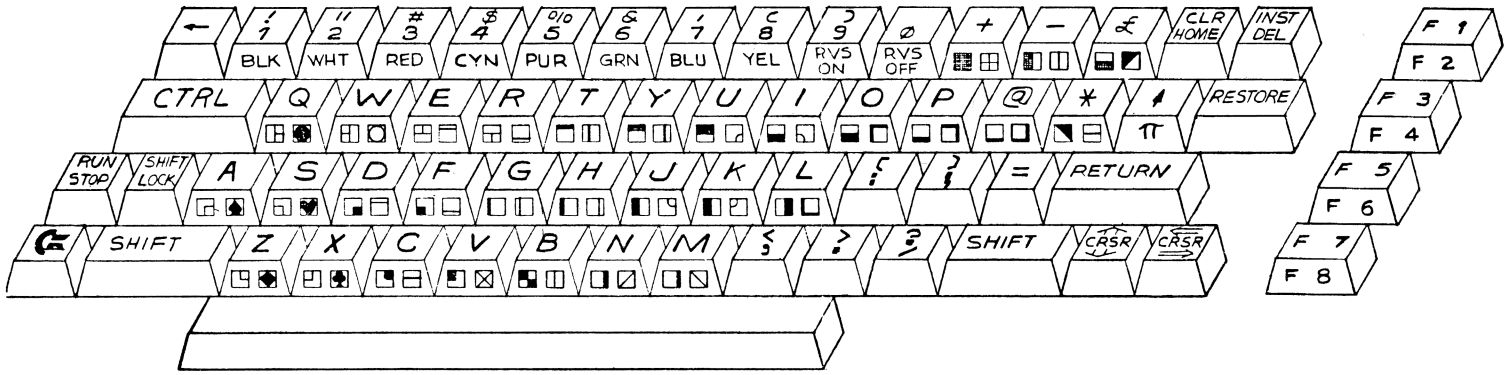 ← ! " # $ % & ' ( ) + − CLR INST
1 2 3 4 5 6 7 8 9 Ø £ HOME DEL F 1
BLK WHT RED CYN PUR GRN BLU YEL RVS ON RVS OFF F 2
CTRL Q W E R T Y U I O P @ * ↑ RESTORE F 3
π F 4
RUN STOP SHIFT LOCK A S D F G H J K L [ : ] ; = RETURN F 5
F 6
SHIFT Z X C V B N M < , > . ? / SHIFT CRSR CRSR F 7
F 8